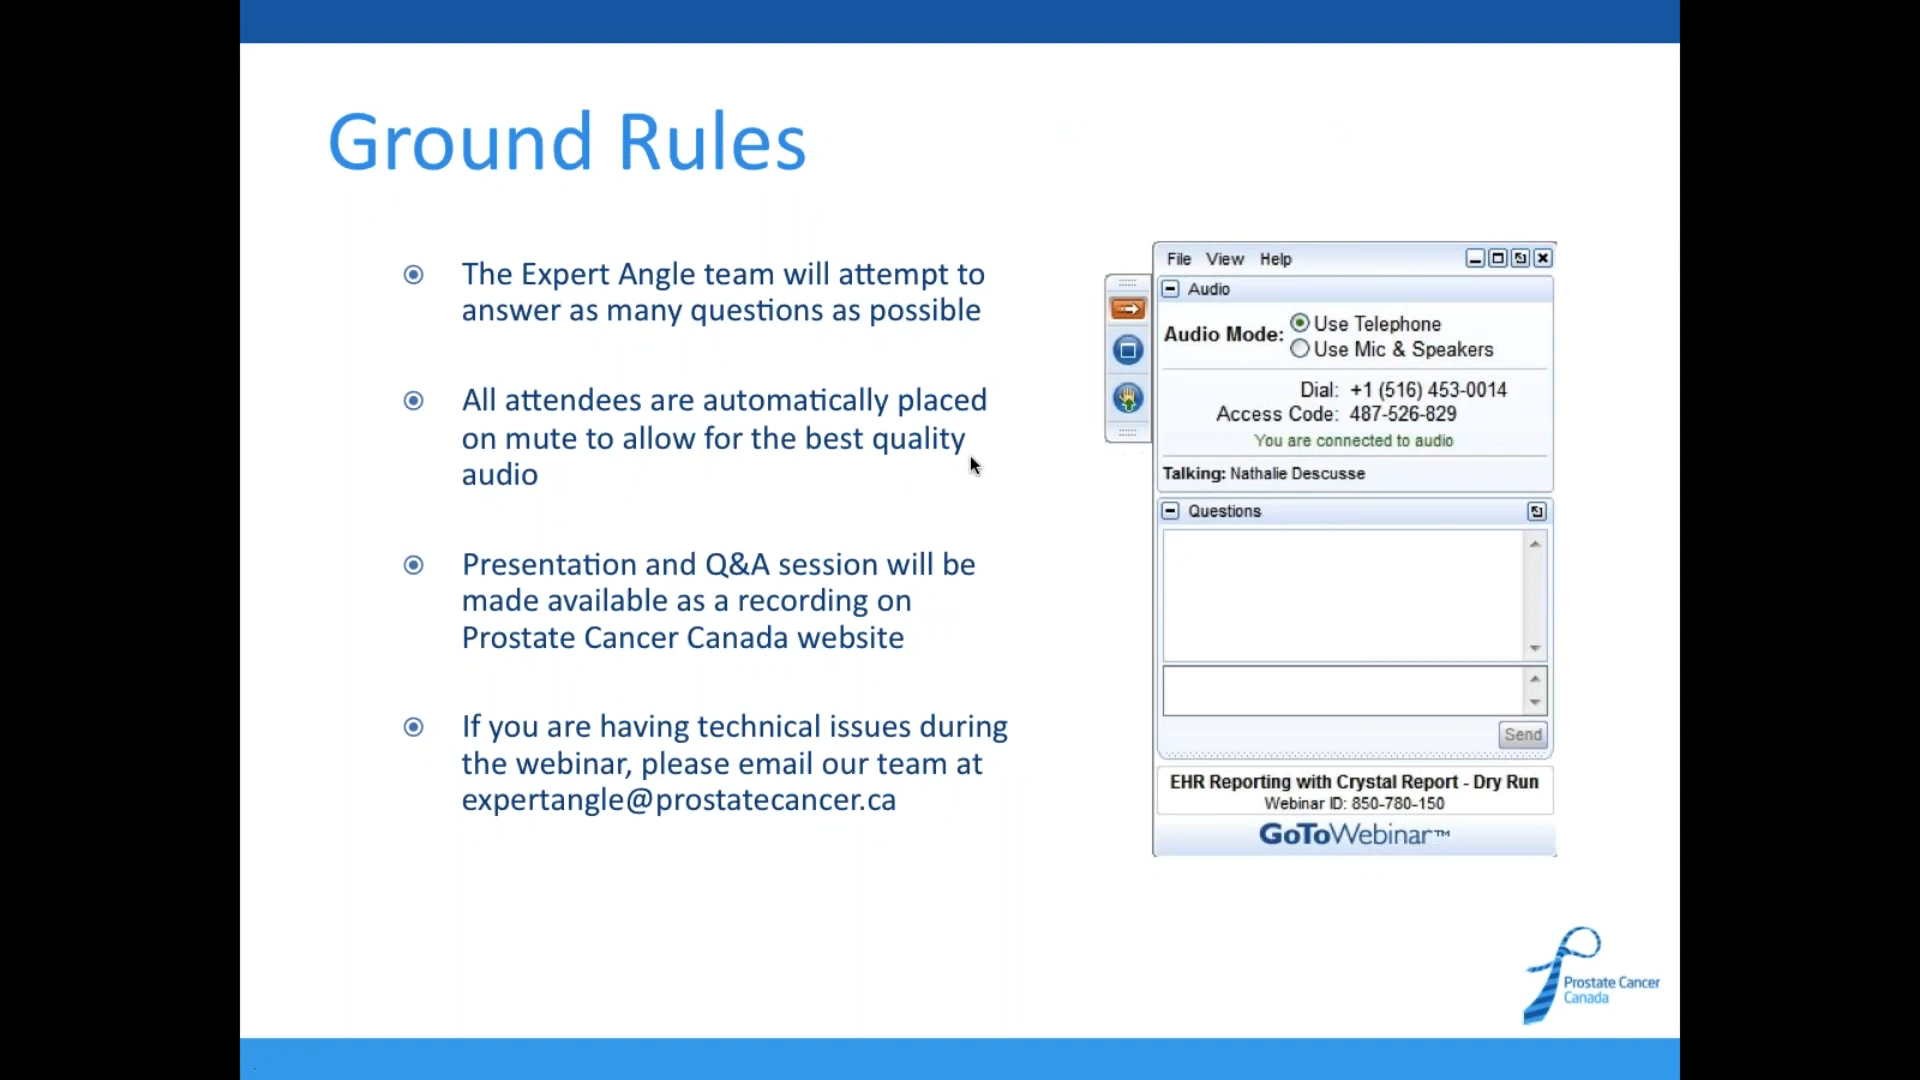 Ground Rules
The Expert Angle team will attempt to
answer as many questions as possible
All attendees are automatically placed
on mute to allow for the best quality
audio
Presentation and Q&A session will be
made available as a recording on
Prostate Cancer Canada website
If you are having technical issues during
the webinar, please email our team at
expertangle@prostatecancer.ca
File View Help
Audio
Audio Mode: Use Telephone
Use Mic & Speakers
Dial: +1 (516) 453-0014
Access Code: 487-526-829
You are connected to audio
Talking: Nathalie Descusse
Questions
Send
EHR Reporting with Crystal Report - Dry Run
Webinar ID: 850-780-150
GoToWebinar™
Prostate Cancer
Canada